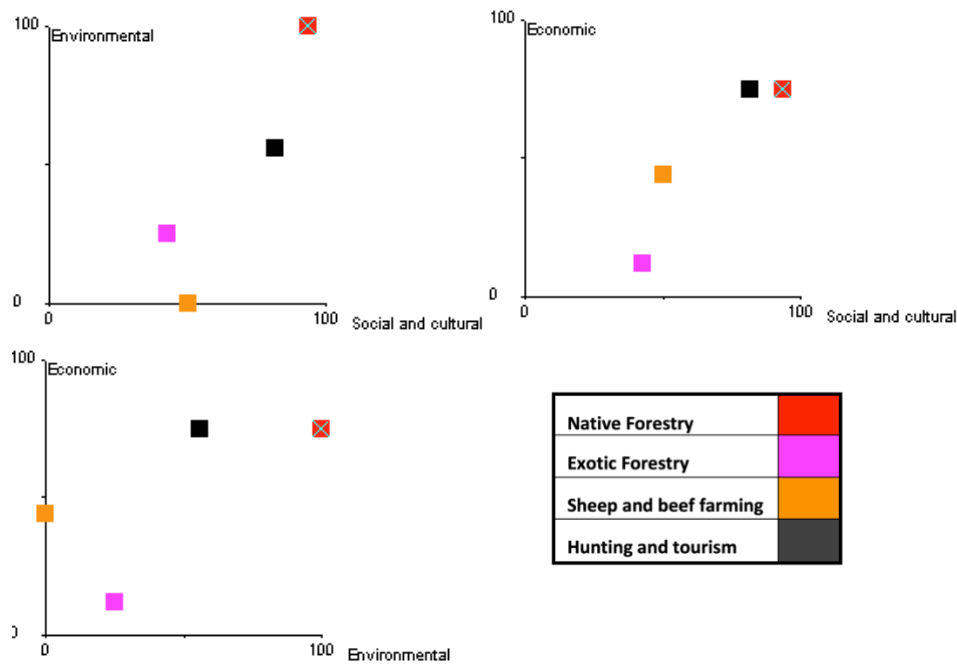 100
Environmental
0
0
100
Social and cultural
100
Economic
0
0
100
Social and cultural
100
Economic
0
0
100
Environmental
Native Forestry
Exotic Forestry
Sheep and beef farming
Hunting and tourism